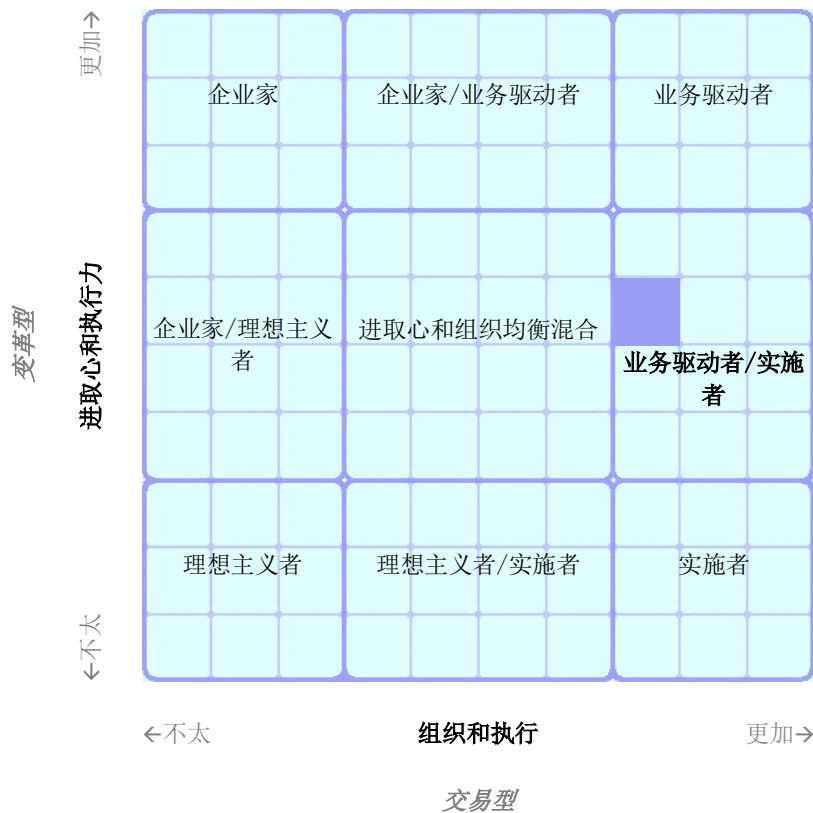 更加→
企业家
企业家/业务驱动者
业务驱动者
变革型
进取心和执行力
企业家/理想主义
者
进取心和组织均衡混合
业务驱动者/实施
者
理想主义者
理想主义者/实施者
实施者
←不太
←不太
组织和执行
更加→
交易型